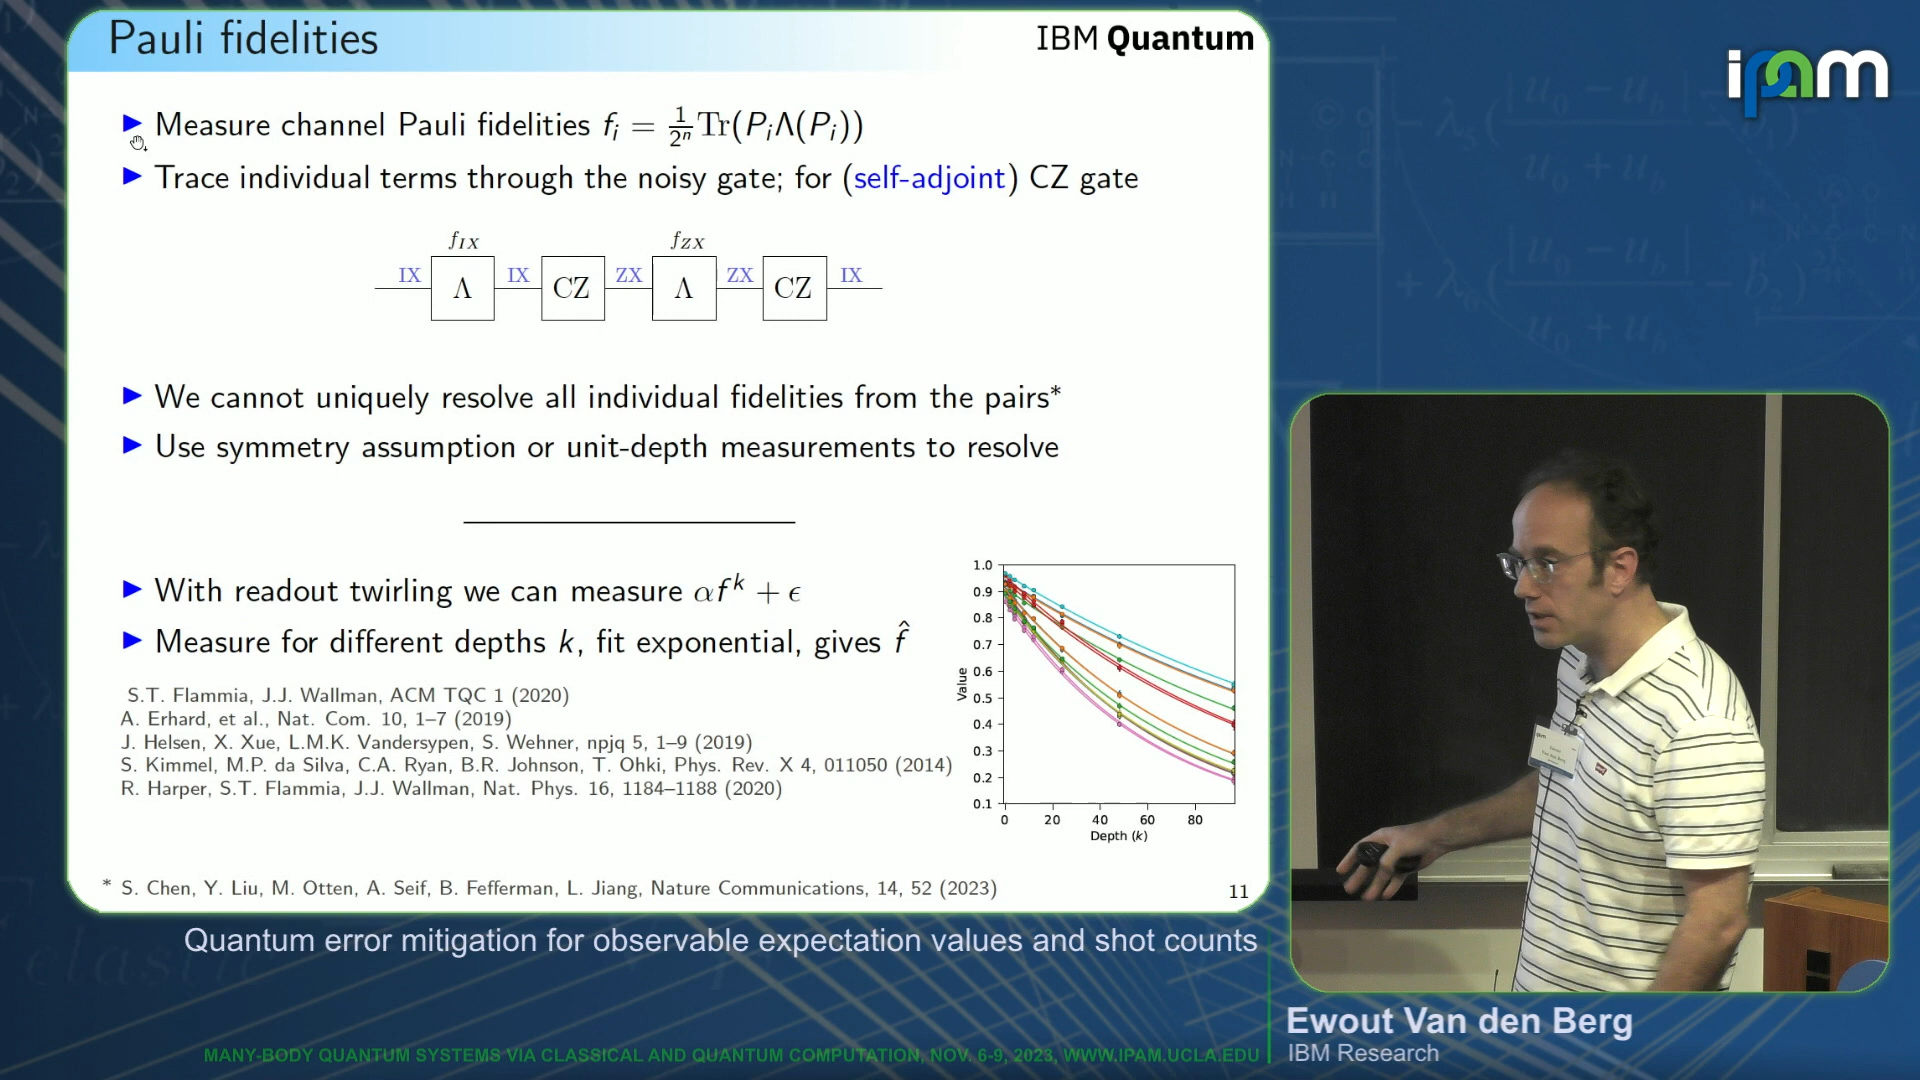 Pauli fidelities
IBM Quantum
ipam
▶ Measure channel Pauli fidelities fᵢ = 1/2ⁿ Tr(PᵢΛ(Pᵢ))
▶ Trace individual terms through the noisy gate; for (self-adjoint) CZ gate
f_IX f_ZX
IX Λ IX CZ ZX Λ ZX CZ IX
▶ We cannot uniquely resolve all individual fidelities from the pairs*
▶ Use symmetry assumption or unit-depth measurements to resolve
▶ With readout twirling we can measure αfᵏ + ϵ
▶ Measure for different depths k, fit exponential, gives f̂
S.T. Flammia, J.J. Wallman, ACM TQC 1 (2020)
A. Erhard, et al., Nat. Com. 10, 1–7 (2019)
J. Helsen, X. Xue, L.M.K. Vandersypen, S. Wehner, npjq 5, 1–9 (2019)
S. Kimmel, M.P. da Silva, C.A. Ryan, B.R. Johnson, T. Ohki, Phys. Rev. X 4, 011050 (2014)
R. Harper, S.T. Flammia, J.J. Wallman, Nat. Phys. 16, 1184–1188 (2020)
1.0
0.9
0.8
0.7
0.6
0.5
0.4
0.3
0.2
0.1
Value
0 20 40 60 80
Depth (k)
* S. Chen, Y. Liu, M. Otten, A. Seif, B. Fefferman, L. Jiang, Nature Communications, 14, 52 (2023)
11
Quantum error mitigation for observable expectation values and shot counts
Ewout Van den Berg
IBM Research
MANY-BODY QUANTUM SYSTEMS VIA CLASSICAL AND QUANTUM COMPUTATION, NOV. 6-9, 2023, WWW.IPAM.UCLA.EDU